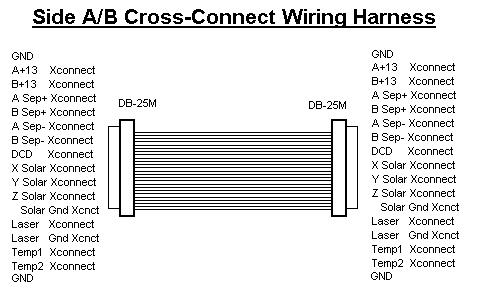 Side A/B Cross-Connect Wiring Harness
GND
A+13 Xconnect
B+13 Xconnect
A Sep+ Xconnect
B Sep+ Xconnect
A Sep- Xconnect
B Sep- Xconnect
DCD Xconnect
X Solar Xconnect
Y Solar Xconnect
Z Solar Xconnect
Solar Gnd Xcnct
Laser Xconnect
Laser Gnd Xcnct
Temp1 Xconnect
Temp2 Xconnect
GND
DB-25M
DB-25M
GND
A+13 Xconnect
B+13 Xconnect
A Sep+ Xconnect
B Sep+ Xconnect
A Sep- Xconnect
B Sep- Xconnect
DCD Xconnect
X Solar Xconnect
Y Solar Xconnect
Z Solar Xconnect
Solar Gnd Xcnct
Laser Xconnect
Laser Gnd Xcnct
Temp1 Xconnect
Temp2 Xconnect
GND